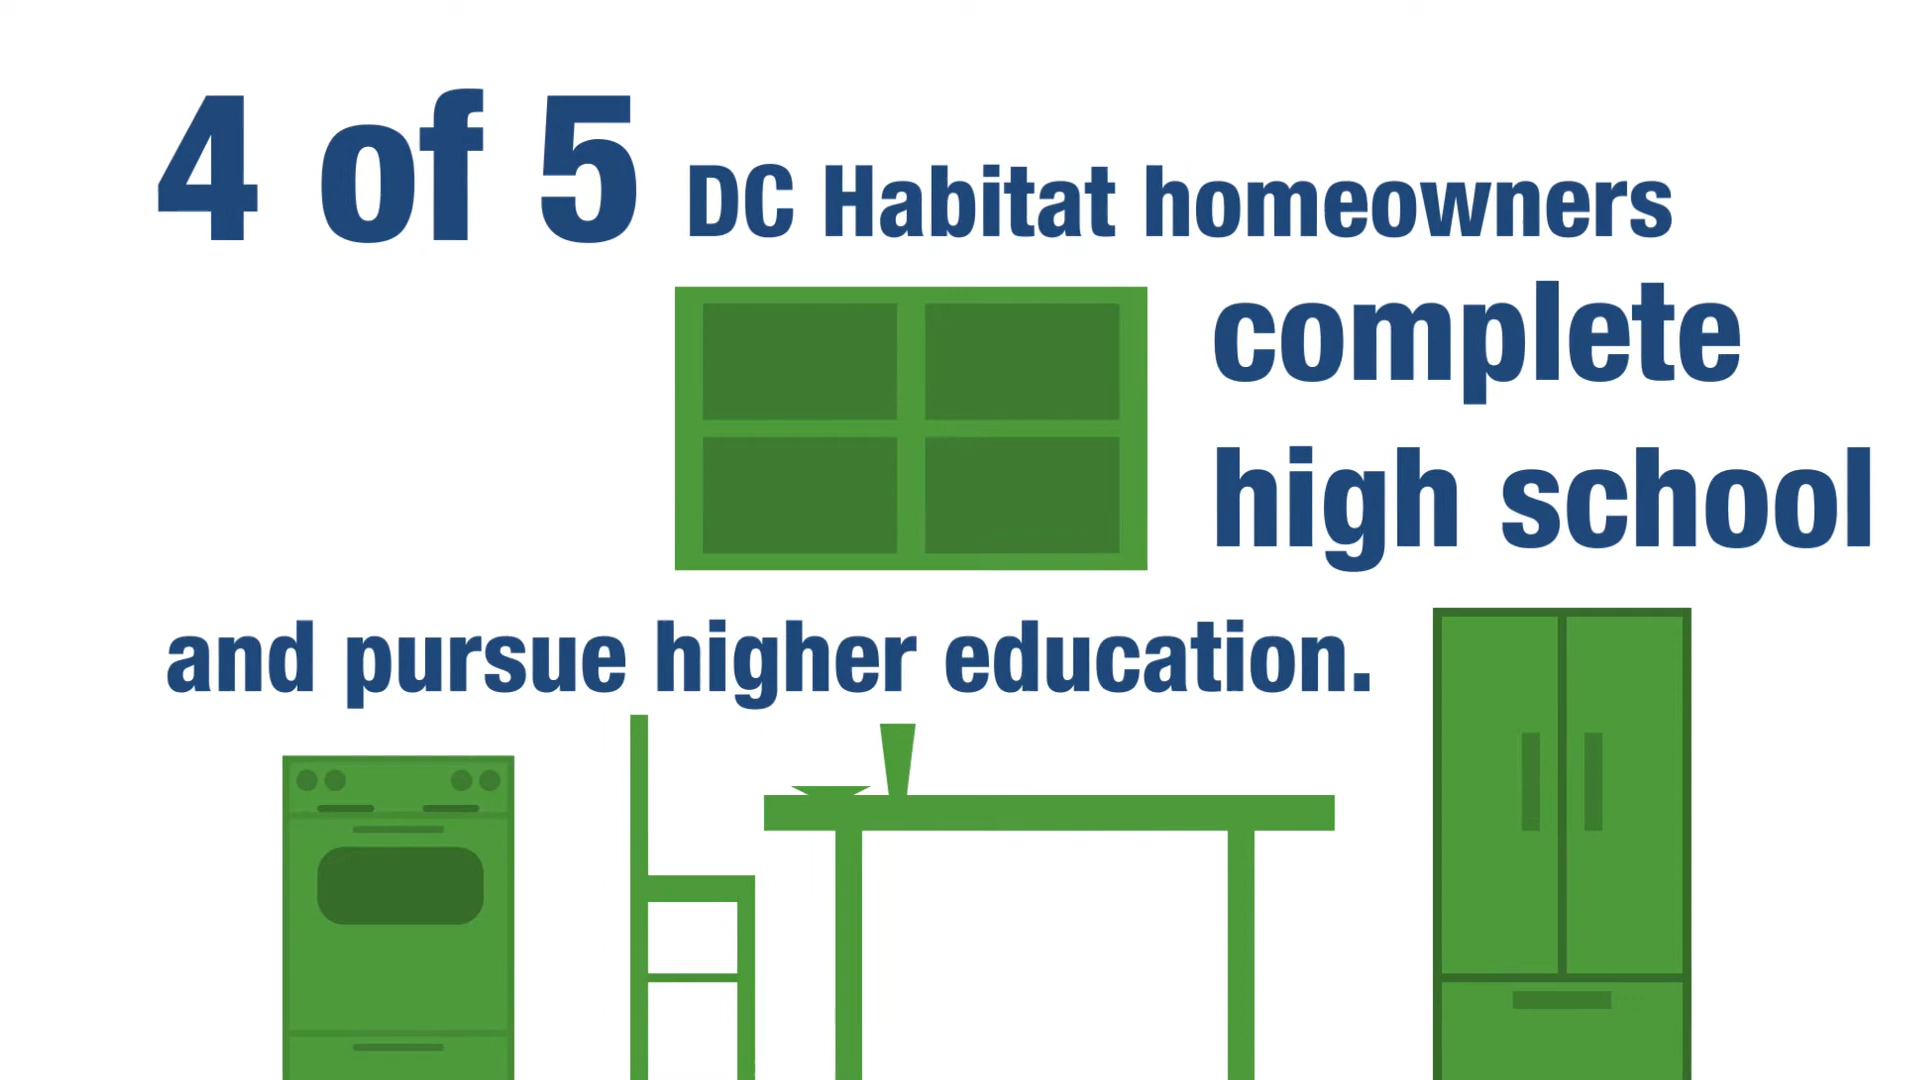 4 of 5 DC Habitat homeowners
complete
high school
and pursue higher education.